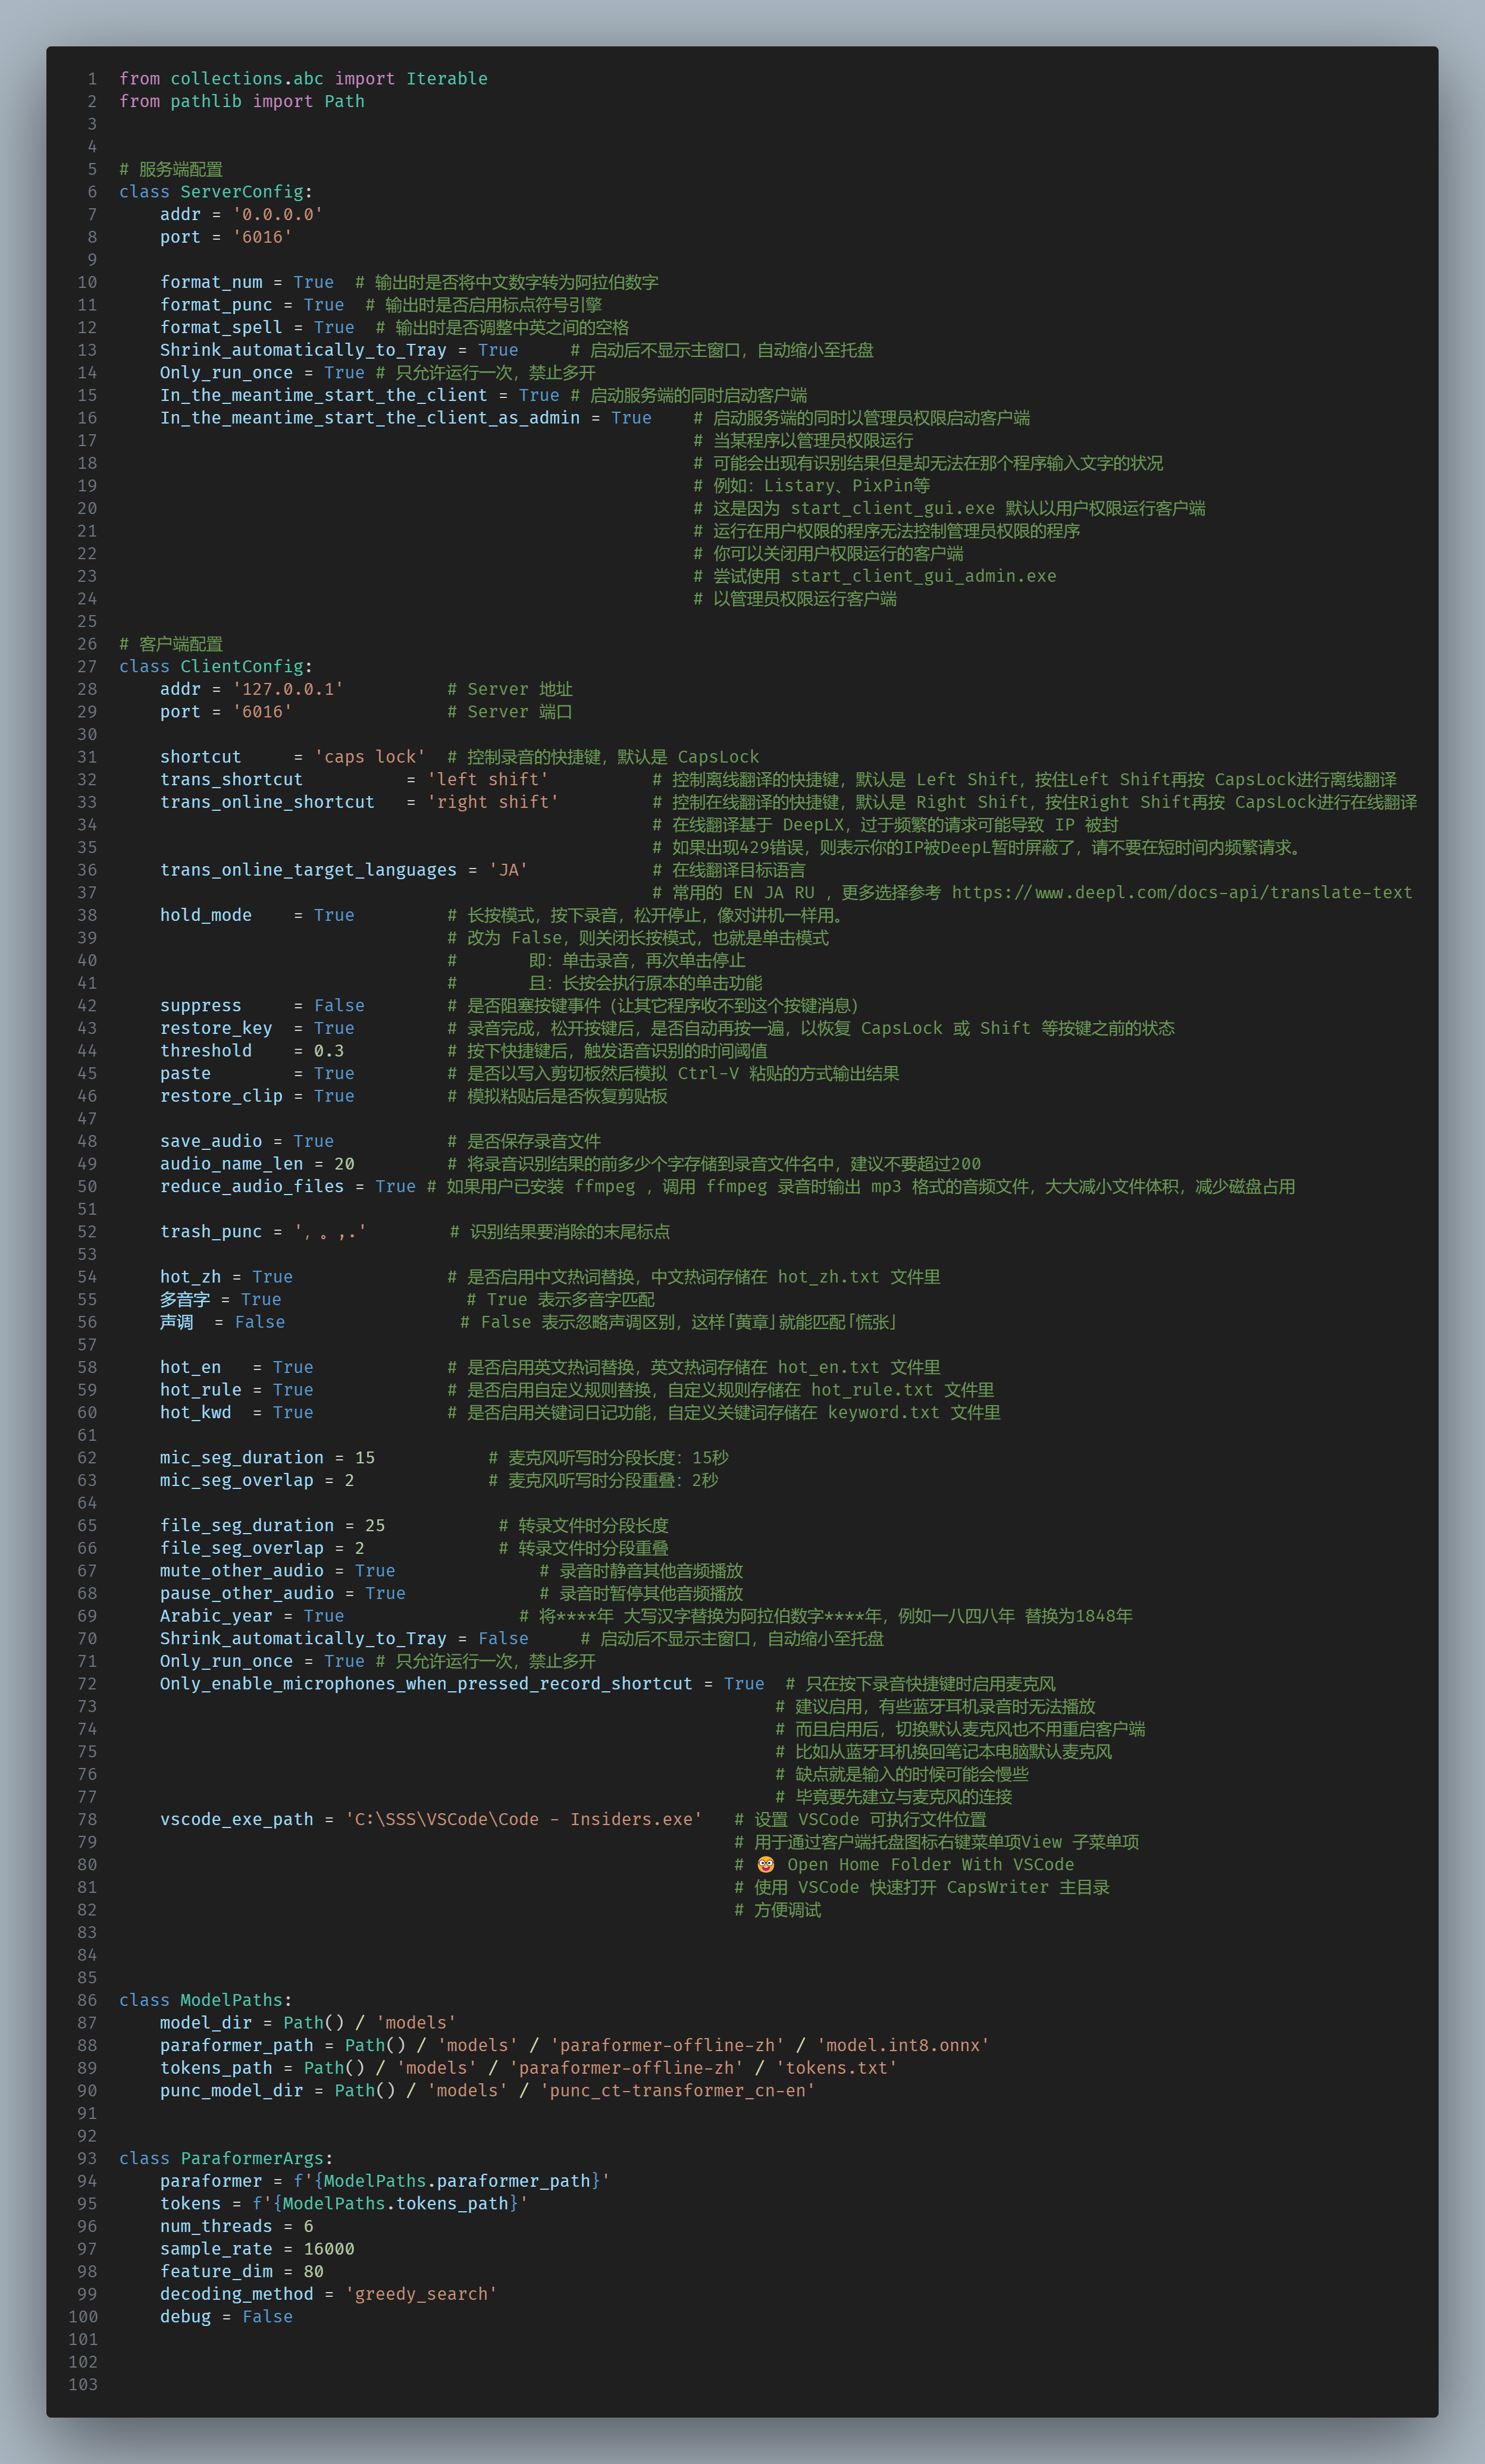 1 from collections.abc import Iterable
2 from pathlib import Path
3
4
5 # 服务端配置
6 class ServerConfig:
7     addr = '0.0.0.0'
8     port = '6016'
9
10     format_num = True  # 输出时是否将中文数字转为阿拉伯数字
11     format_punc = True  # 输出时是否启用标点符号引擎
12     format_spell = True  # 输出时是否调整中英之间的空格
13     Shrink_automatically_to_Tray = True     # 启动后不显示主窗口，自动缩小至托盘
14     Only_run_once = True # 只允许运行一次，禁止多开
15     In_the_meantime_start_the_client = True # 启动服务端的同时启动客户端
16     In_the_meantime_start_the_client_as_admin = True    # 启动服务端的同时以管理员权限启动客户端
17                                                         # 当某程序以管理员权限运行
18                                                         # 可能会出现有识别结果但是却无法在那个程序输入文字的状况
19                                                         # 例如：Listary、PixPin等
20                                                         # 这是因为 start_client_gui.exe 默认以用户权限运行客户端
21                                                         # 运行在用户权限的程序无法控制管理员权限的程序
22                                                         # 你可以关闭用户权限运行的客户端
23                                                         # 尝试使用 start_client_gui_admin.exe
24                                                         # 以管理员权限运行客户端
25
26 # 客户端配置
27 class ClientConfig:
28     addr = '127.0.0.1'          # Server 地址
29     port = '6016'               # Server 端口
30
31     shortcut     = 'caps lock'  # 控制录音的快捷键，默认是 CapsLock
32     trans_shortcut          = 'left shift'          # 控制离线翻译的快捷键，默认是 Left Shift，按住Left Shift再按 CapsLock进行离线翻译
33     trans_online_shortcut   = 'right shift'         # 控制在线翻译的快捷键，默认是 Right Shift，按住Right Shift再按 CapsLock进行在线翻译
34                                                     # 在线翻译基于 DeepLX，过于频繁的请求可能导致 IP 被封
35                                                     # 如果出现429错误，则表示你的IP被DeepL暂时屏蔽了，请不要在短时间内频繁请求。
36     trans_online_target_languages = 'JA'            # 在线翻译目标语言
37                                                     # 常用的 EN JA RU ，更多选择参考 https://www.deepl.com/docs-api/translate-text
38     hold_mode    = True         # 长按模式，按下录音，松开停止，像对讲机一样用。
39                                 # 改为 False，则关闭长按模式，也就是单击模式
40                                 #       即：单击录音，再次单击停止
41                                 #       且：长按会执行原本的单击功能
42     suppress     = False        # 是否阻塞按键事件（让其它程序收不到这个按键消息）
43     restore_key  = True         # 录音完成，松开按键后，是否自动再按一遍，以恢复 CapsLock 或 Shift 等按键之前的状态
44     threshold    = 0.3          # 按下快捷键后，触发语音识别的时间阈值
45     paste        = True         # 是否以写入剪切板然后模拟 Ctrl-V 粘贴的方式输出结果
46     restore_clip = True         # 模拟粘贴后是否恢复剪贴板
47
48     save_audio = True           # 是否保存录音文件
49     audio_name_len = 20         # 将录音识别结果的前多少个字存储到录音文件名中，建议不要超过200
50     reduce_audio_files = True # 如果用户已安装 ffmpeg ，调用 ffmpeg 录音时输出 mp3 格式的音频文件，大大减小文件体积，减少磁盘占用
51
52     trash_punc = '，。,.'        # 识别结果要消除的末尾标点
53
54     hot_zh = True               # 是否启用中文热词替换，中文热词存储在 hot_zh.txt 文件里
55     多音字 = True                  # True 表示多音字匹配
56     声调  = False                 # False 表示忽略声调区别，这样「黄章」就能匹配「慌张」
57
58     hot_en   = True             # 是否启用英文热词替换，英文热词存储在 hot_en.txt 文件里
59     hot_rule = True             # 是否启用自定义规则替换，自定义规则存储在 hot_rule.txt 文件里
60     hot_kwd  = True             # 是否启用关键词日记功能，自定义关键词存储在 keyword.txt 文件里
61
62     mic_seg_duration = 15           # 麦克风听写时分段长度：15秒
63     mic_seg_overlap = 2             # 麦克风听写时分段重叠：2秒
64
65     file_seg_duration = 25           # 转录文件时分段长度
66     file_seg_overlap = 2             # 转录文件时分段重叠
67     mute_other_audio = True              # 录音时静音其他音频播放
68     pause_other_audio = True             # 录音时暂停其他音频播放
69     Arabic_year = True                 # 将****年 大写汉字替换为阿拉伯数字****年，例如一八四八年 替换为1848年
70     Shrink_automatically_to_Tray = False     # 启动后不显示主窗口，自动缩小至托盘
71     Only_run_once = True # 只允许运行一次，禁止多开
72     Only_enable_microphones_when_pressed_record_shortcut = True  # 只在按下录音快捷键时启用麦克风
73                                                                 # 建议启用，有些蓝牙耳机录音时无法播放
74                                                                 # 而且启用后，切换默认麦克风也不用重启客户端
75                                                                 # 比如从蓝牙耳机换回笔记本电脑默认麦克风
76                                                                 # 缺点就是输入的时候可能会慢些
77                                                                 # 毕竟要先建立与麦克风的连接
78     vscode_exe_path = 'C:\SSS\VSCode\Code - Insiders.exe'   # 设置 VSCode 可执行文件位置
79                                                             # 用于通过客户端托盘图标右键菜单项View 子菜单项
80                                                             # 🤓 Open Home Folder With VSCode
81                                                             # 使用 VSCode 快速打开 CapsWriter 主目录
82                                                             # 方便调试
83
84
85
86 class ModelPaths:
87     model_dir = Path() / 'models'
88     paraformer_path = Path() / 'models' / 'paraformer-offline-zh' / 'model.int8.onnx'
89     tokens_path = Path() / 'models' / 'paraformer-offline-zh' / 'tokens.txt'
90     punc_model_dir = Path() / 'models' / 'punc_ct-transformer_cn-en'
91
92
93 class ParaformerArgs:
94     paraformer = f'{ModelPaths.paraformer_path}'
95     tokens = f'{ModelPaths.tokens_path}'
96     num_threads = 6
97     sample_rate = 16000
98     feature_dim = 80
99     decoding_method = 'greedy_search'
100     debug = False
101
102
103